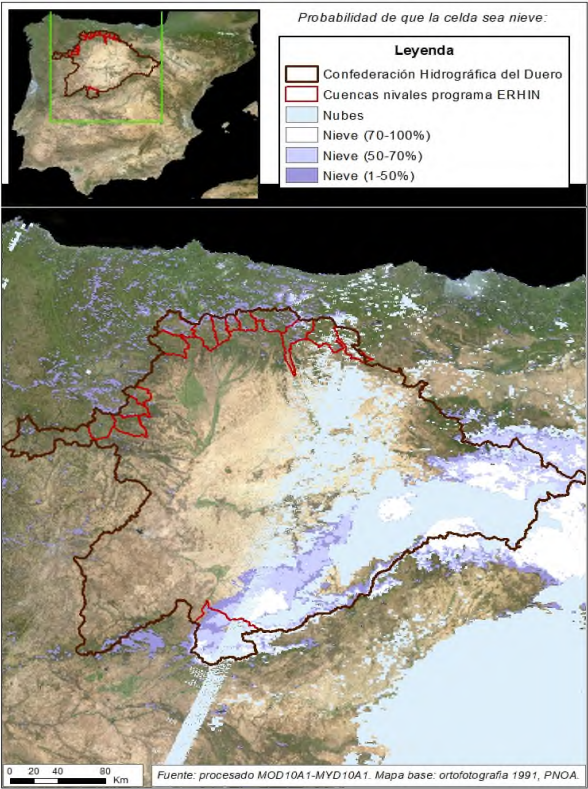 Probabilidad de que la celda sea nieve:
Leyenda
Confederación Hidrográfica del Duero
Cuencas nivales programa ERHIN
Nubes
Nieve (70-100%)
Nieve (50-70%)
Nieve (1-50%)
0 20 40 80
Km
Fuente: procesado MOD10A1-MYD10A1. Mapa base: ortofotografia 1991, PNOA.